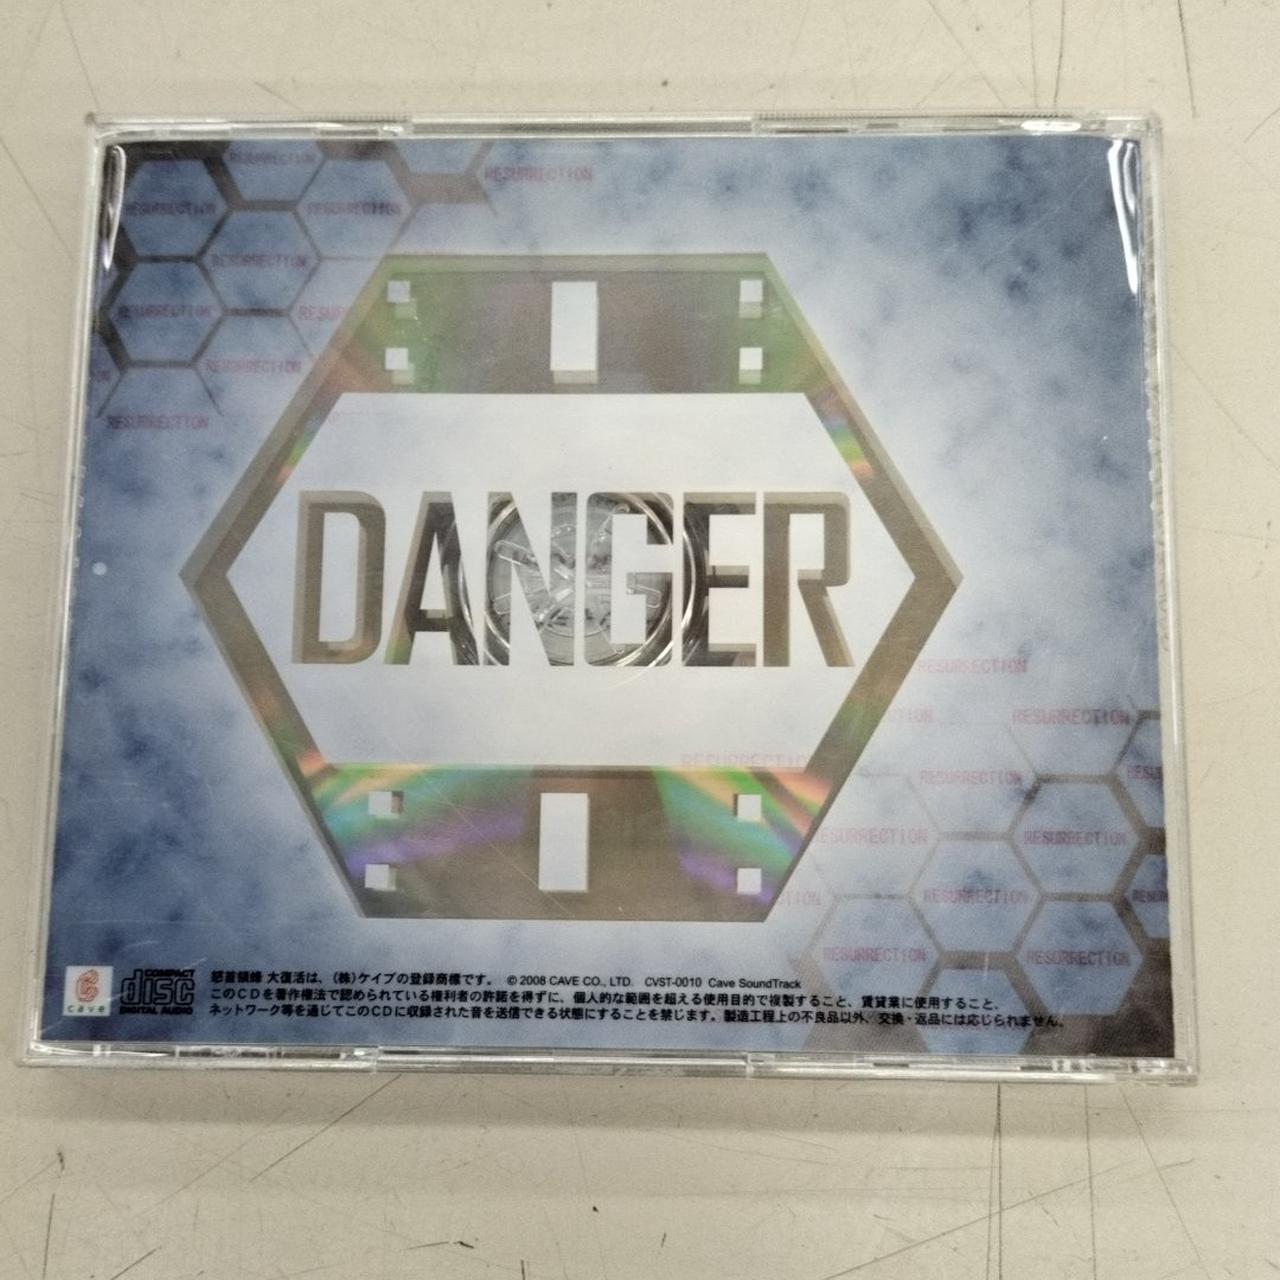 RESURRECTION
RESURRECTION
RESURRECTION RESURRECTION
RESURRECTION
RESURRECTION
RESURRECTION
RESURRECTION
DANGER
RESURRECTION
RESURRECTION
RESURRECTION
RESURRECTION
RESURRECTION RESURRECTION
RESURRECTION
RESURRECTION RESURRECTION
cave
COMPACT
disc
DIGITAL AUDIO
怒首領蜂 大復活は、(株)ケイブの登録商標です。 © 2008 CAVE CO., LTD. CVST-0010 Cave SoundTrack
このCDを著作権法で認められている権利者の許諾を得ずに、個人的な範囲を超える使用目的で複製すること、賃貸業に使用すること、
ネットワーク等を通じてこのCDに収録された音を送信できる状態にすることを禁じます。製造工程上の不良品以外、交換・返品には応じられません。